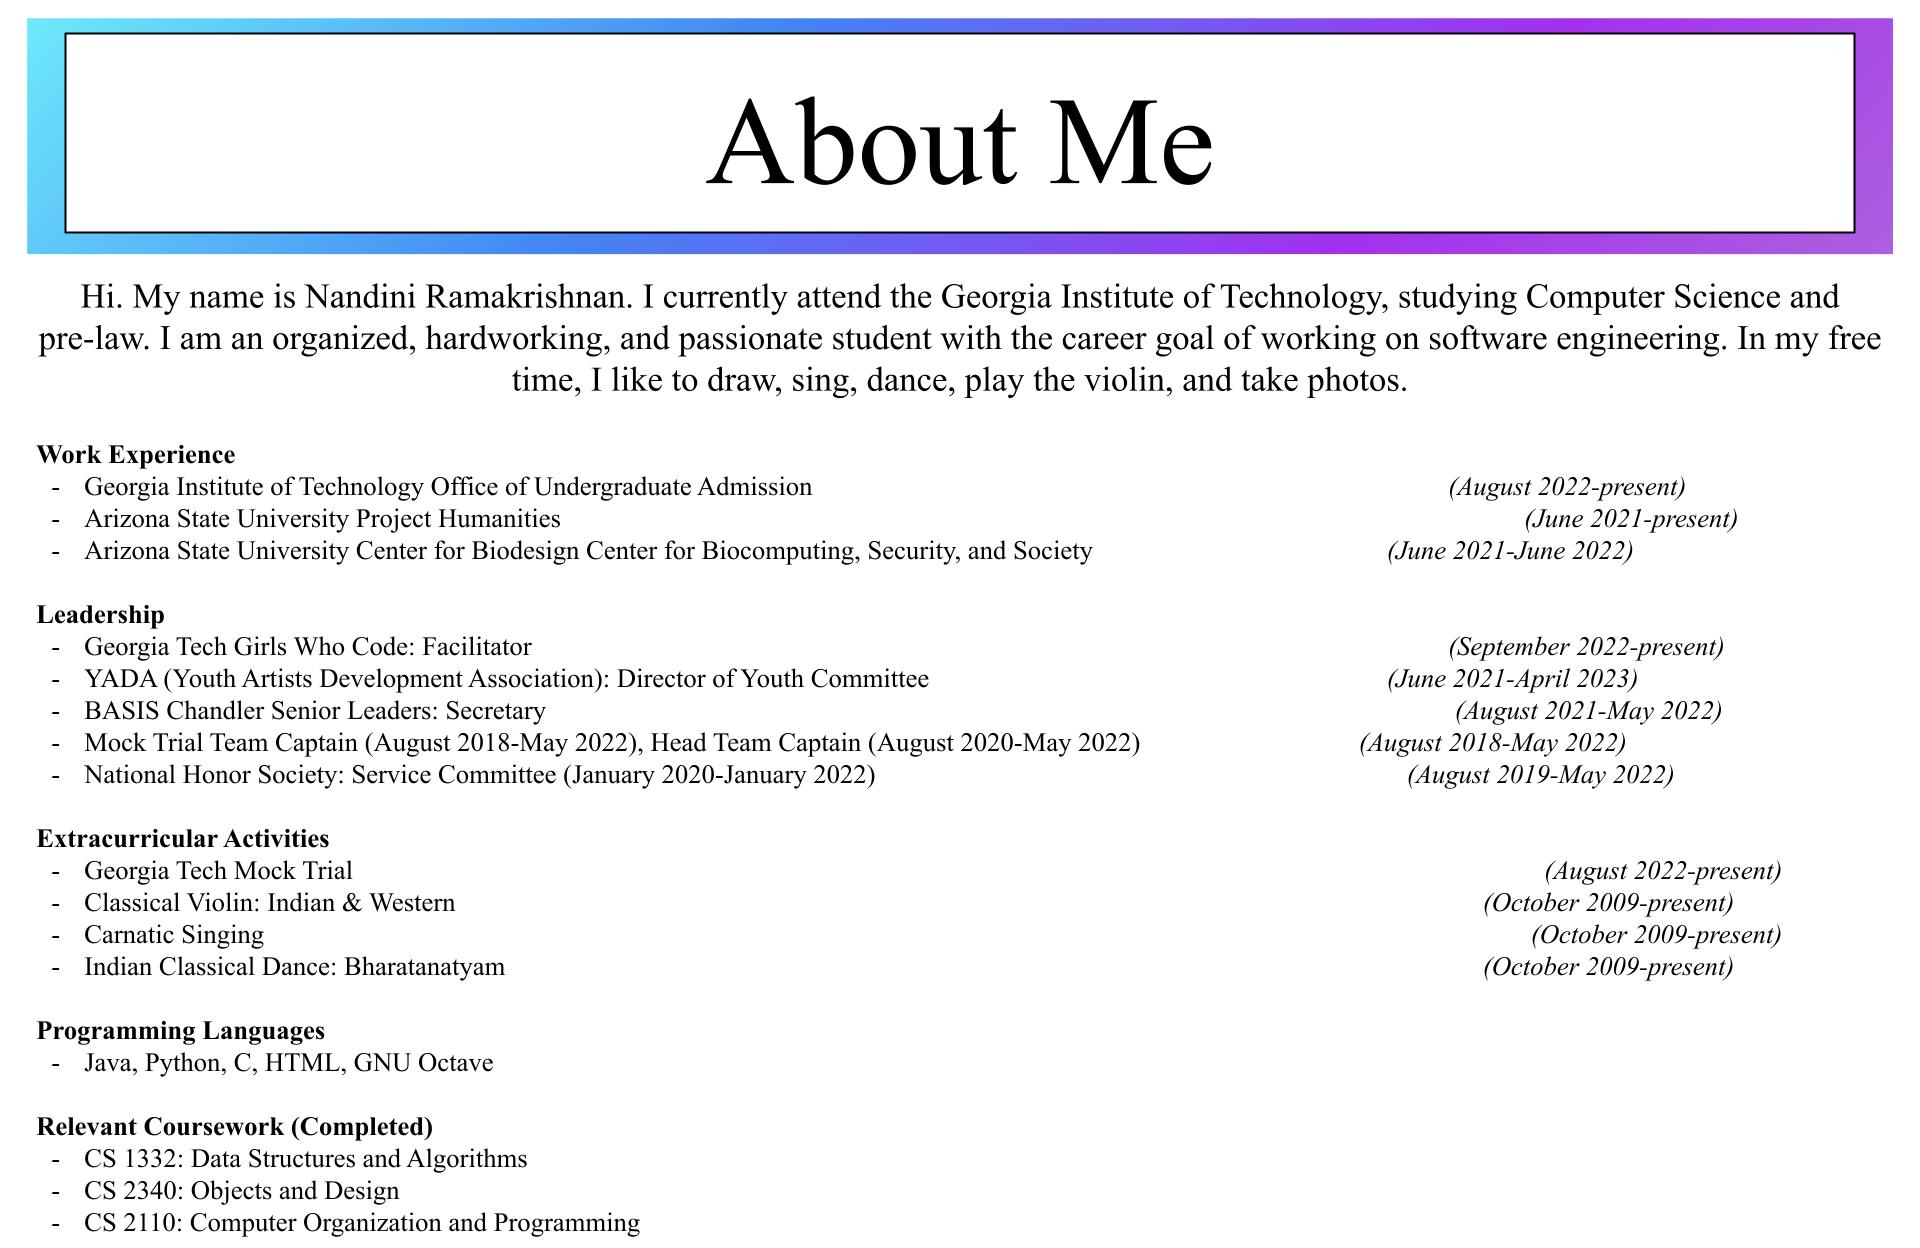 About Me
Hi. My name is Nandini Ramakrishnan. I currently attend the Georgia Institute of Technology, studying Computer Science and
pre-law. I am an organized, hardworking, and passionate student with the career goal of working on software engineering. In my free
time, I like to draw, sing, dance, play the violin, and take photos.
Work Experience
- Georgia Institute of Technology Office of Undergraduate Admission (August 2022-present)
- Arizona State University Project Humanities (June 2021-present)
- Arizona State University Center for Biodesign Center for Biocomputing, Security, and Society (June 2021-June 2022)
Leadership
- Georgia Tech Girls Who Code: Facilitator (September 2022-present)
- YADA (Youth Artists Development Association): Director of Youth Committee (June 2021-April 2023)
- BASIS Chandler Senior Leaders: Secretary (August 2021-May 2022)
- Mock Trial Team Captain (August 2018-May 2022), Head Team Captain (August 2020-May 2022) (August 2018-May 2022)
- National Honor Society: Service Committee (January 2020-January 2022) (August 2019-May 2022)
Extracurricular Activities
- Georgia Tech Mock Trial (August 2022-present)
- Classical Violin: Indian & Western (October 2009-present)
- Carnatic Singing (October 2009-present)
- Indian Classical Dance: Bharatanatyam (October 2009-present)
Programming Languages
- Java, Python, C, HTML, GNU Octave
Relevant Coursework (Completed)
- CS 1332: Data Structures and Algorithms
- CS 2340: Objects and Design
- CS 2110: Computer Organization and Programming